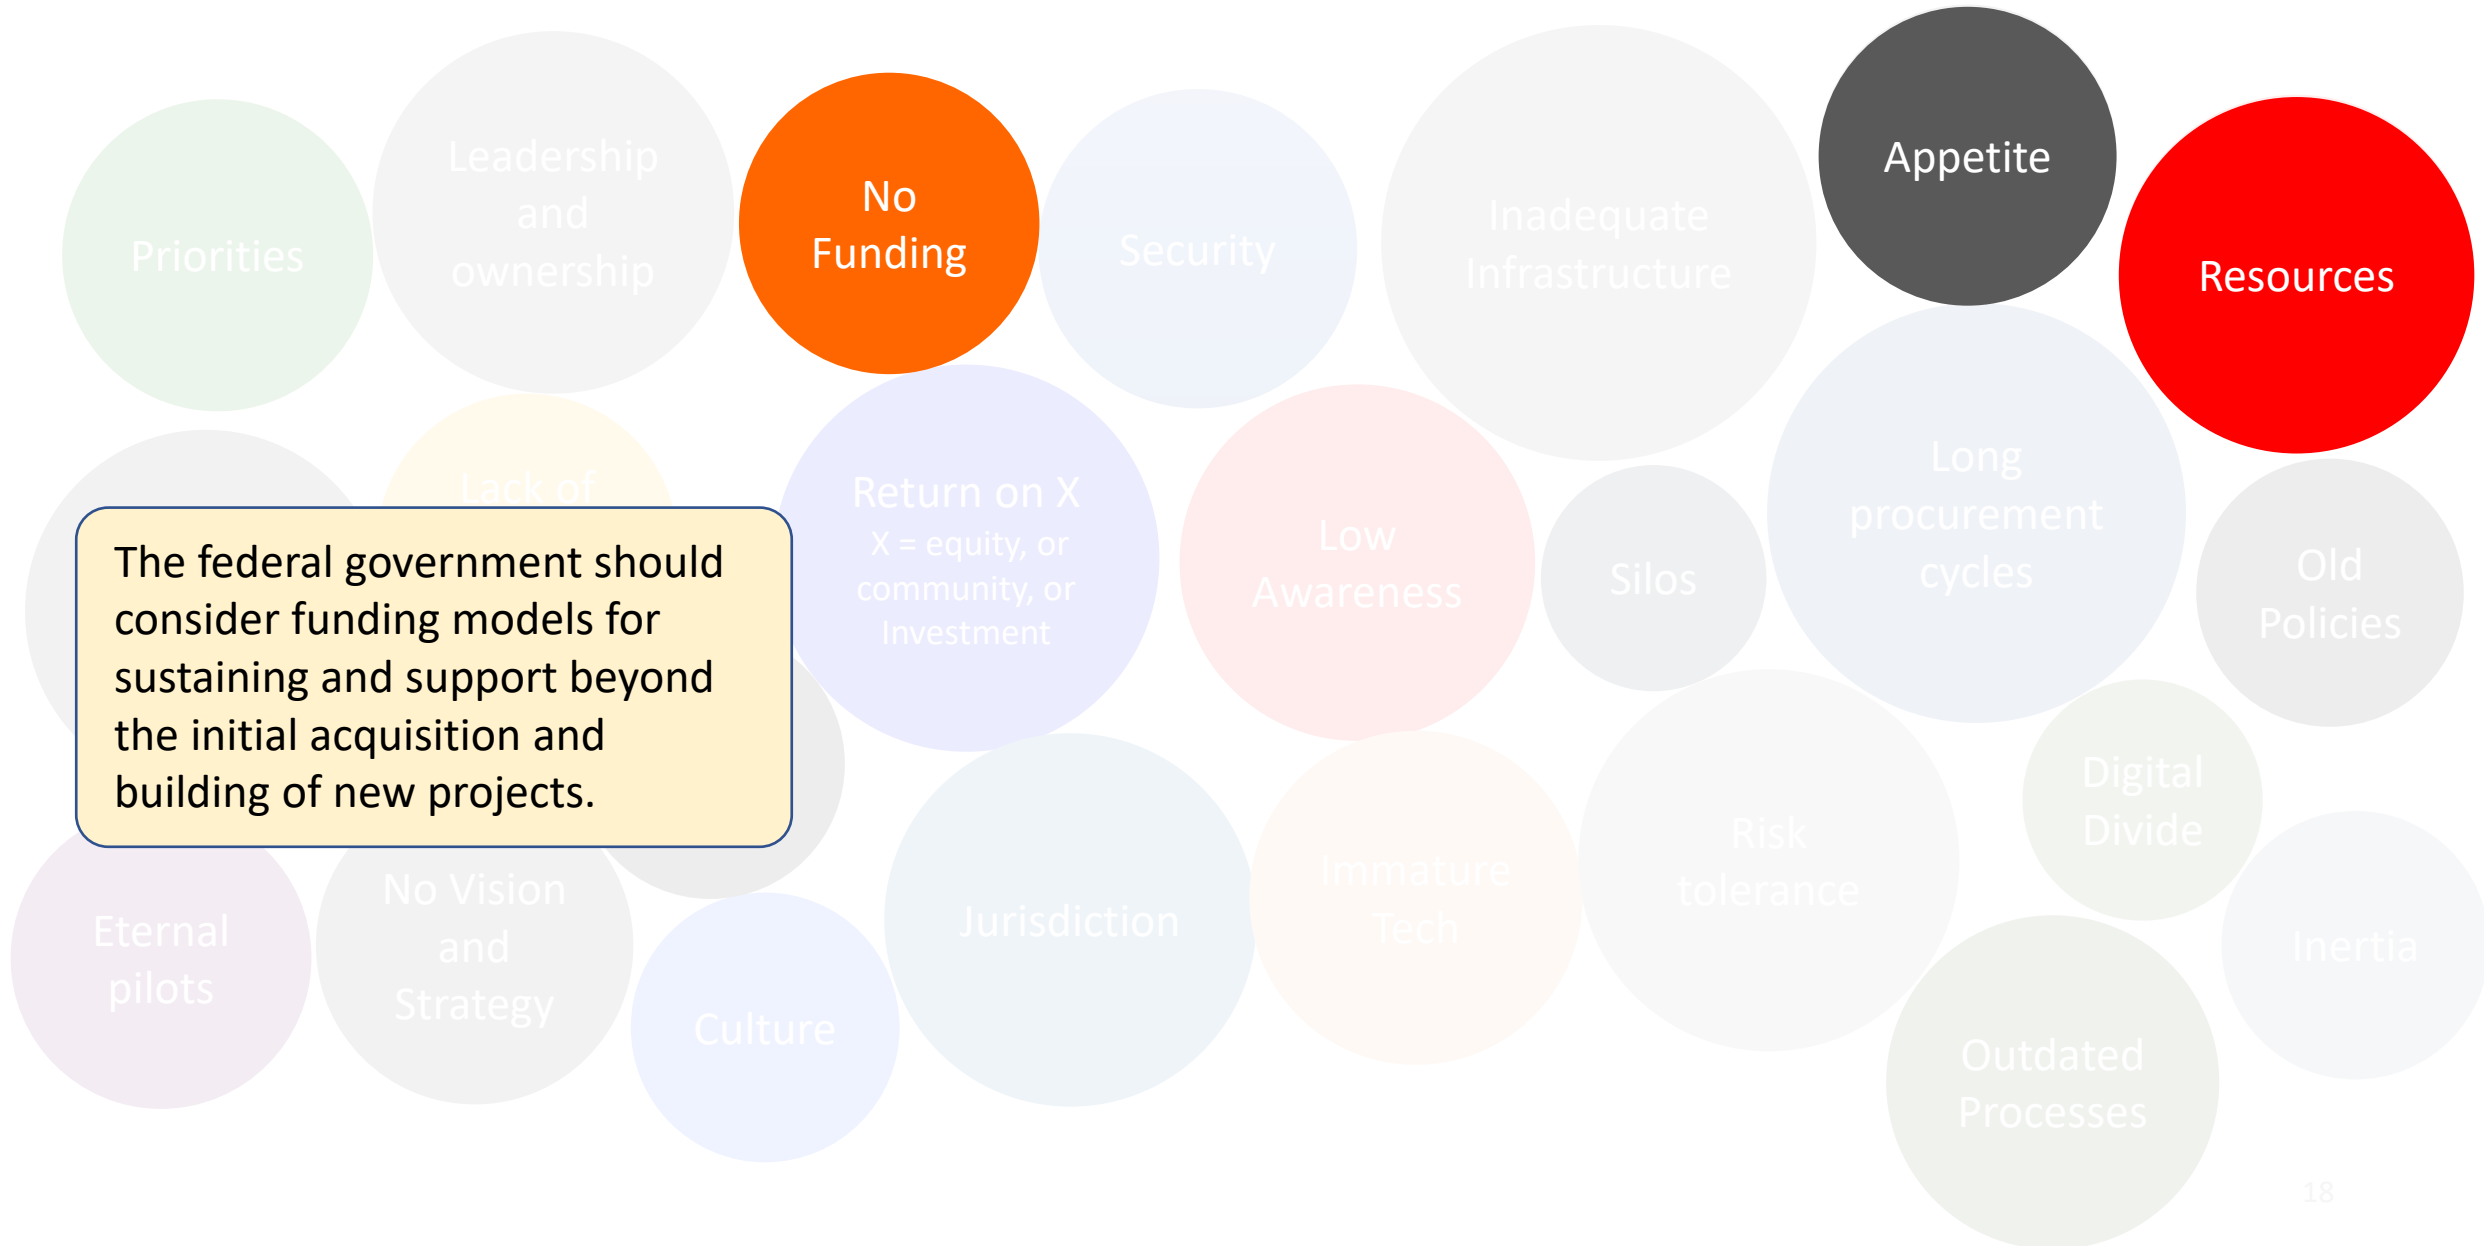 Appetite
No
Funding
Resources
Leadership
and
ownership
Priorities
Security
Inadequate
Infrastructure
Lack of
Return on X
X = equity, or
community, or
Investment
Low
Awareness
Silos
Long
procurement
cycles
Old
Policies
The federal government should
consider funding models for
sustaining and support beyond
the initial acquisition and
building of new projects.
Digital
Divide
Risk
tolerance
Immature
Tech
Jurisdiction
No Vision
and
Strategy
Eternal
pilots
Culture
Inertia
Outdated
Processes
18